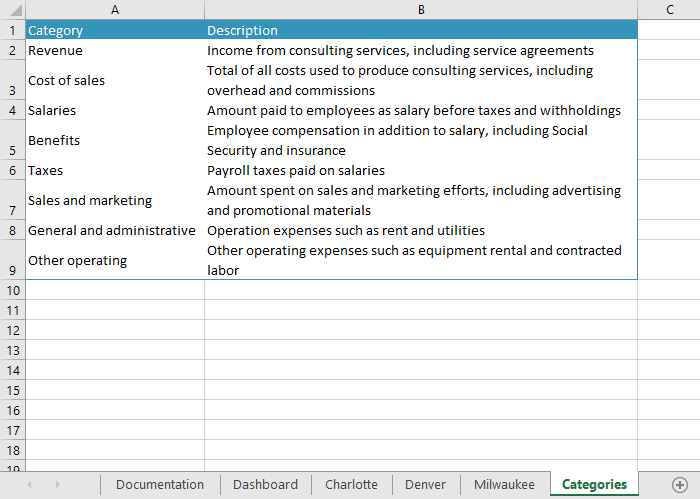 A B C
1 Category Description
2 Revenue Income from consulting services, including service agreements
3 Cost of sales Total of all costs used to produce consulting services, including
overhead and commissions
4 Salaries Amount paid to employees as salary before taxes and withholdings
5 Benefits Employee compensation in addition to salary, including Social
Security and insurance
6 Taxes Payroll taxes paid on salaries
7 Sales and marketing Amount spent on sales and marketing efforts, including advertising
and promotional materials
8 General and administrative Operation expenses such as rent and utilities
9 Other operating Other operating expenses such as equipment rental and contracted
labor
10
11
12
13
14
15
16
17
18
19
Documentation Dashboard Charlotte Denver Milwaukee Categories